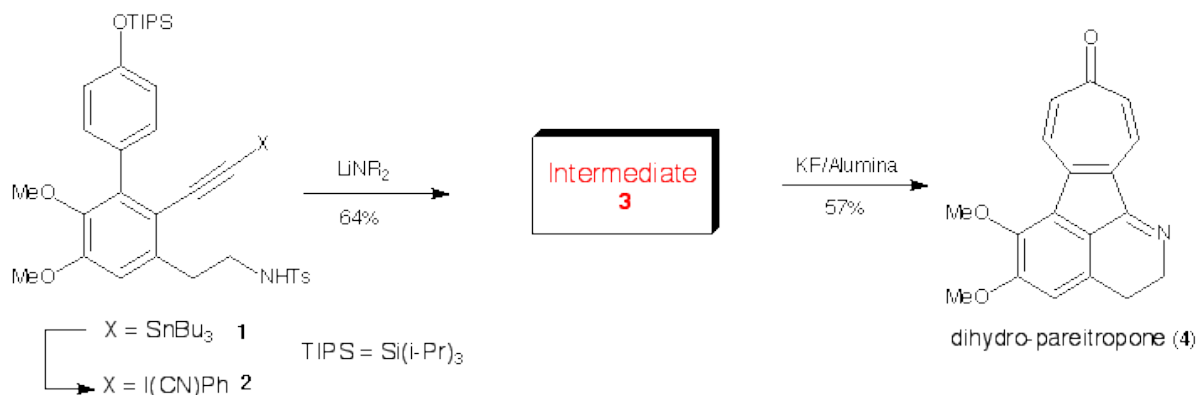 OTIPS
X
MeO
MeO
NHTs
LiNR2
64%
Intermediate
3
KF/Alumina
57%
O
MeO
MeO
N
X = SnBu3 1
X = I(CN)Ph 2
TIPS = Si(i-Pr)3
dihydro-pareitropone (4)